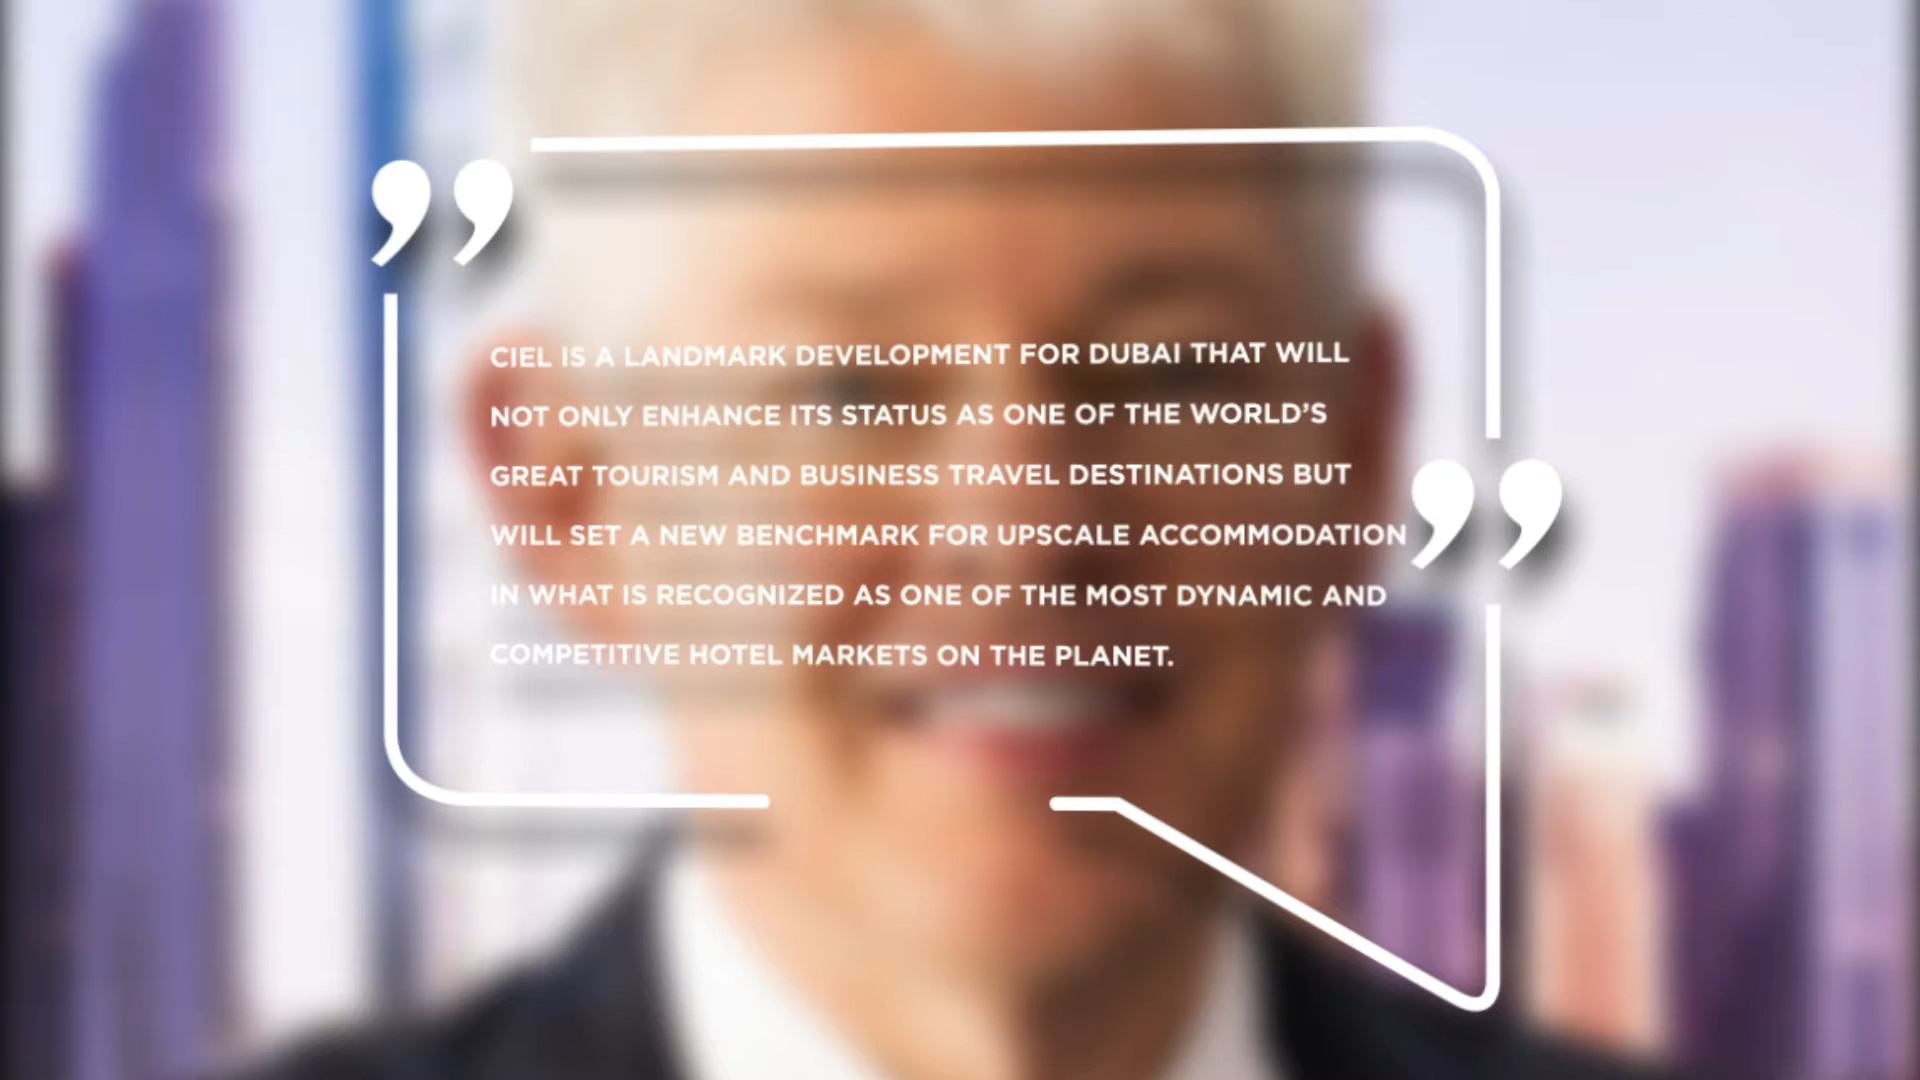 CIEL IS A LANDMARK DEVELOPMENT FOR DUBAI THAT WILL
NOT ONLY ENHANCE ITS STATUS AS ONE OF THE WORLD’S
GREAT TOURISM AND BUSINESS TRAVEL DESTINATIONS BUT
WILL SET A NEW BENCHMARK FOR UPSCALE ACCOMMODATION
IN WHAT IS RECOGNIZED AS ONE OF THE MOST DYNAMIC AND
COMPETITIVE HOTEL MARKETS ON THE PLANET.